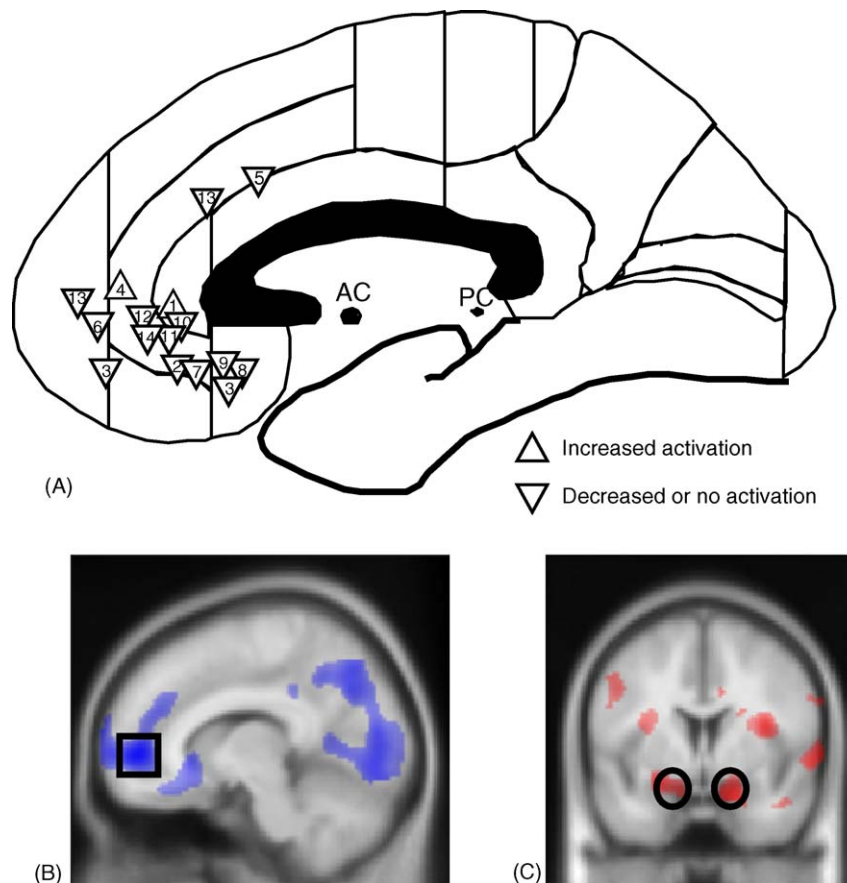 5
13
13
4
1
12
10
6
14
11
3
2
7
9
8
3
AC
PC
Increased activation
Decreased or no activation
(A)
(B)
(C)